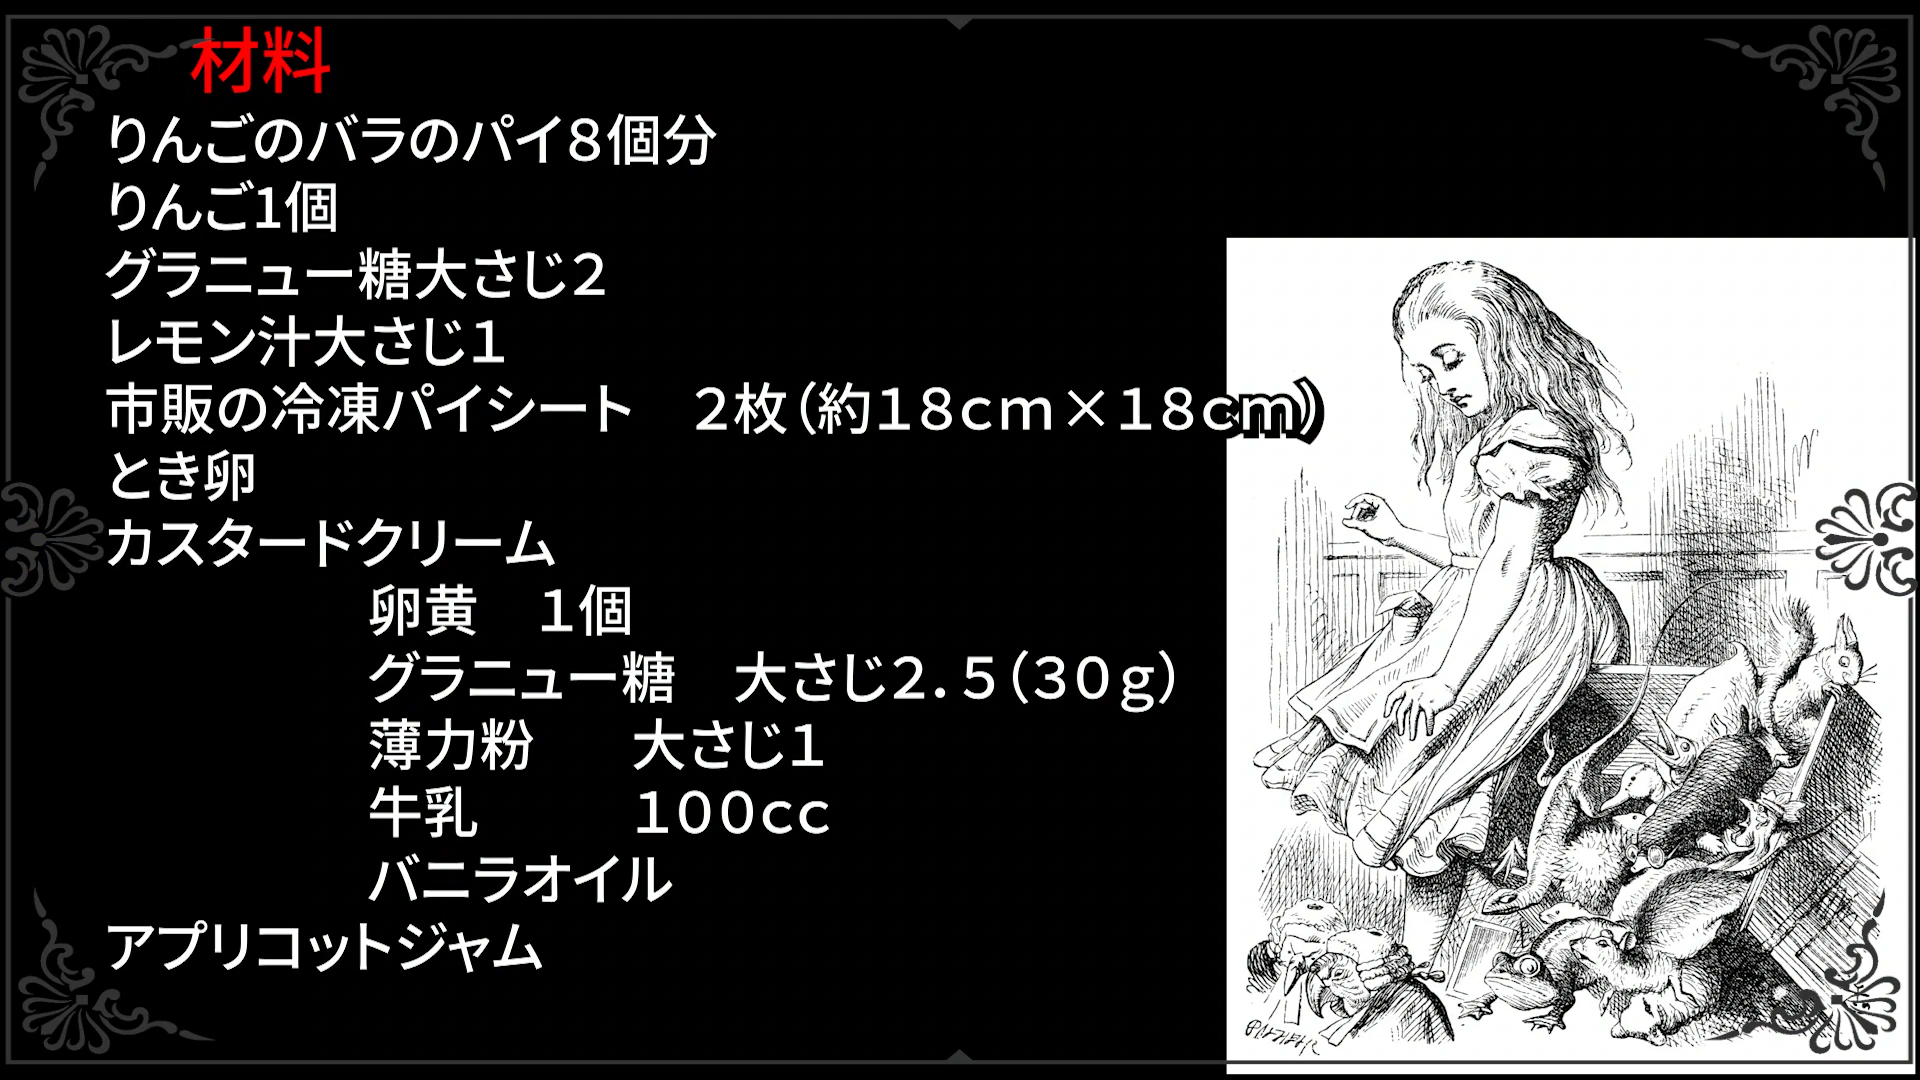 材料
りんごのバラのパイ８個分
りんご1個
グラニュー糖大さじ２
レモン汁大さじ１
市販の冷凍パイシート　２枚（約１８ｃｍ×１８ｃｍ）
とき卵
カスタードクリーム
卵黄　１個
グラニュー糖　大さじ２．５（３０ｇ）
薄力粉　大さじ１
牛乳　１００ｃｃ
バニラオイル
アプリコットジャム